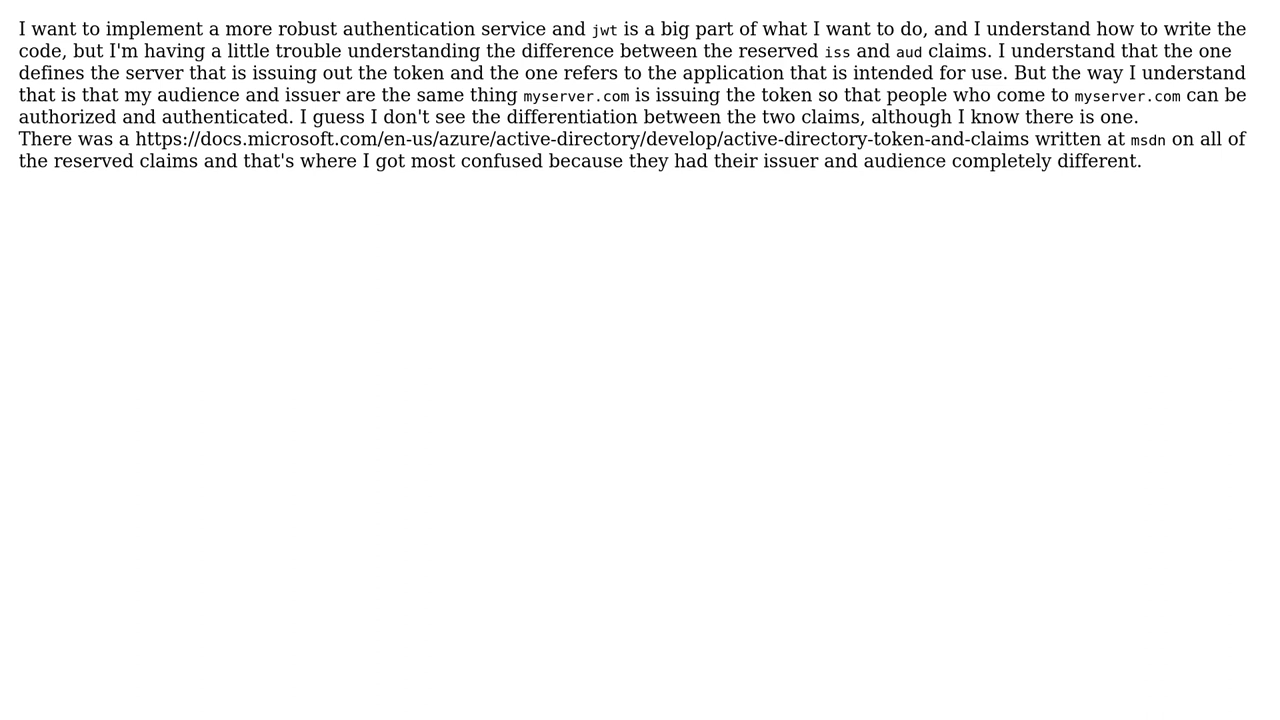 I want to implement a more robust authentication service and jwt is a big part of what I want to do, and I understand how to write the
code, but I'm having a little trouble understanding the difference between the reserved iss and aud claims. I understand that the one
defines the server that is issuing out the token and the one refers to the application that is intended for use. But the way I understand
that is that my audience and issuer are the same thing myserver.com is issuing the token so that people who come to myserver.com can be
authorized and authenticated. I guess I don't see the differentiation between the two claims, although I know there is one.
There was a https://docs.microsoft.com/en-us/azure/active-directory/develop/active-directory-token-and-claims written at msdn on all of
the reserved claims and that's where I got most confused because they had their issuer and audience completely different.